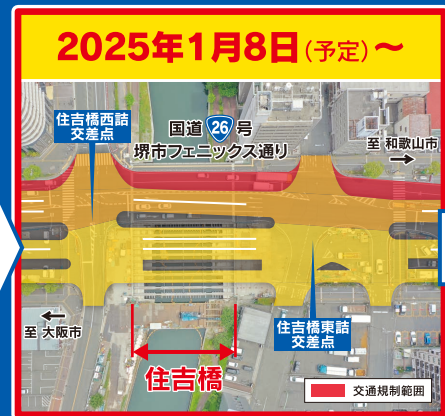 2025年1月8日(予定)～
住吉橋西詰
交差点
国道26号
堺市フェニックス通り
至 和歌山市
至 大阪市
住吉橋東詰
交差点
住吉橋
交通規制範囲